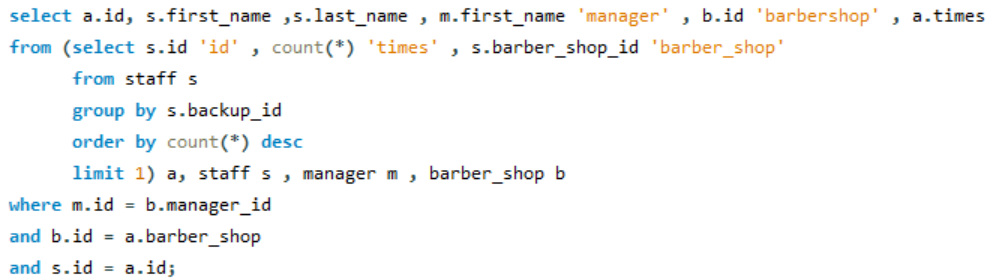 select a.id, s.first_name ,s.last_name , m.first_name 'manager' , b.id 'barbershop' , a.times
from (select s.id 'id' , count(*) 'times' , s.barber_shop_id 'barber_shop'
from staff s
group by s.backup_id
order by count(*) desc
limit 1) a, staff s , manager m , barber_shop b
where m.id = b.manager_id
and b.id = a.barber_shop
and s.id = a.id;